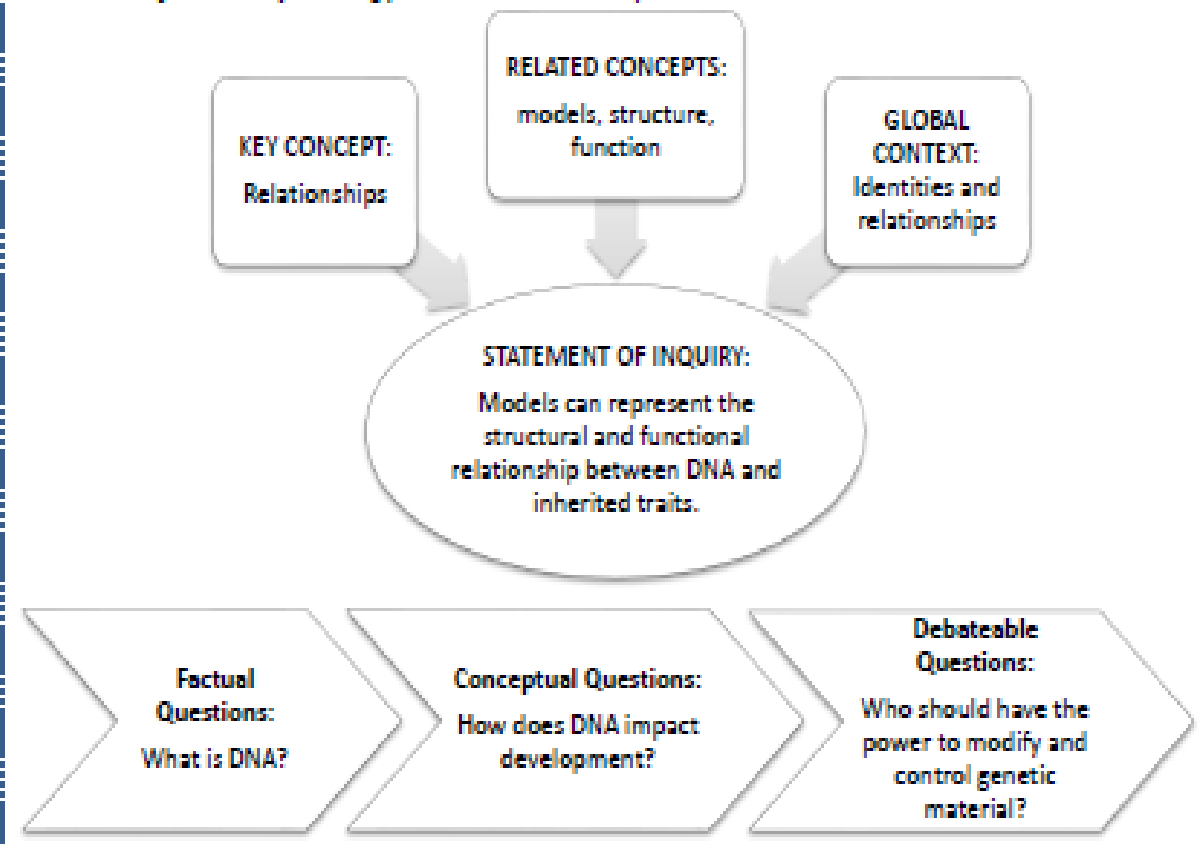 KEY CONCEPT:
Relationships
RELATED CONCEPTS:
models, structure,
function
GLOBAL
CONTEXT:
Identities and
relationships
STATEMENT OF INQUIRY:
Models can represent the
structural and functional
relationship between DNA and
inherited traits.
Factual
Questions:
What is DNA?
Conceptual Questions:
How does DNA impact
development?
Debateable
Questions:
Who should have the
power to modify and
control genetic
material?